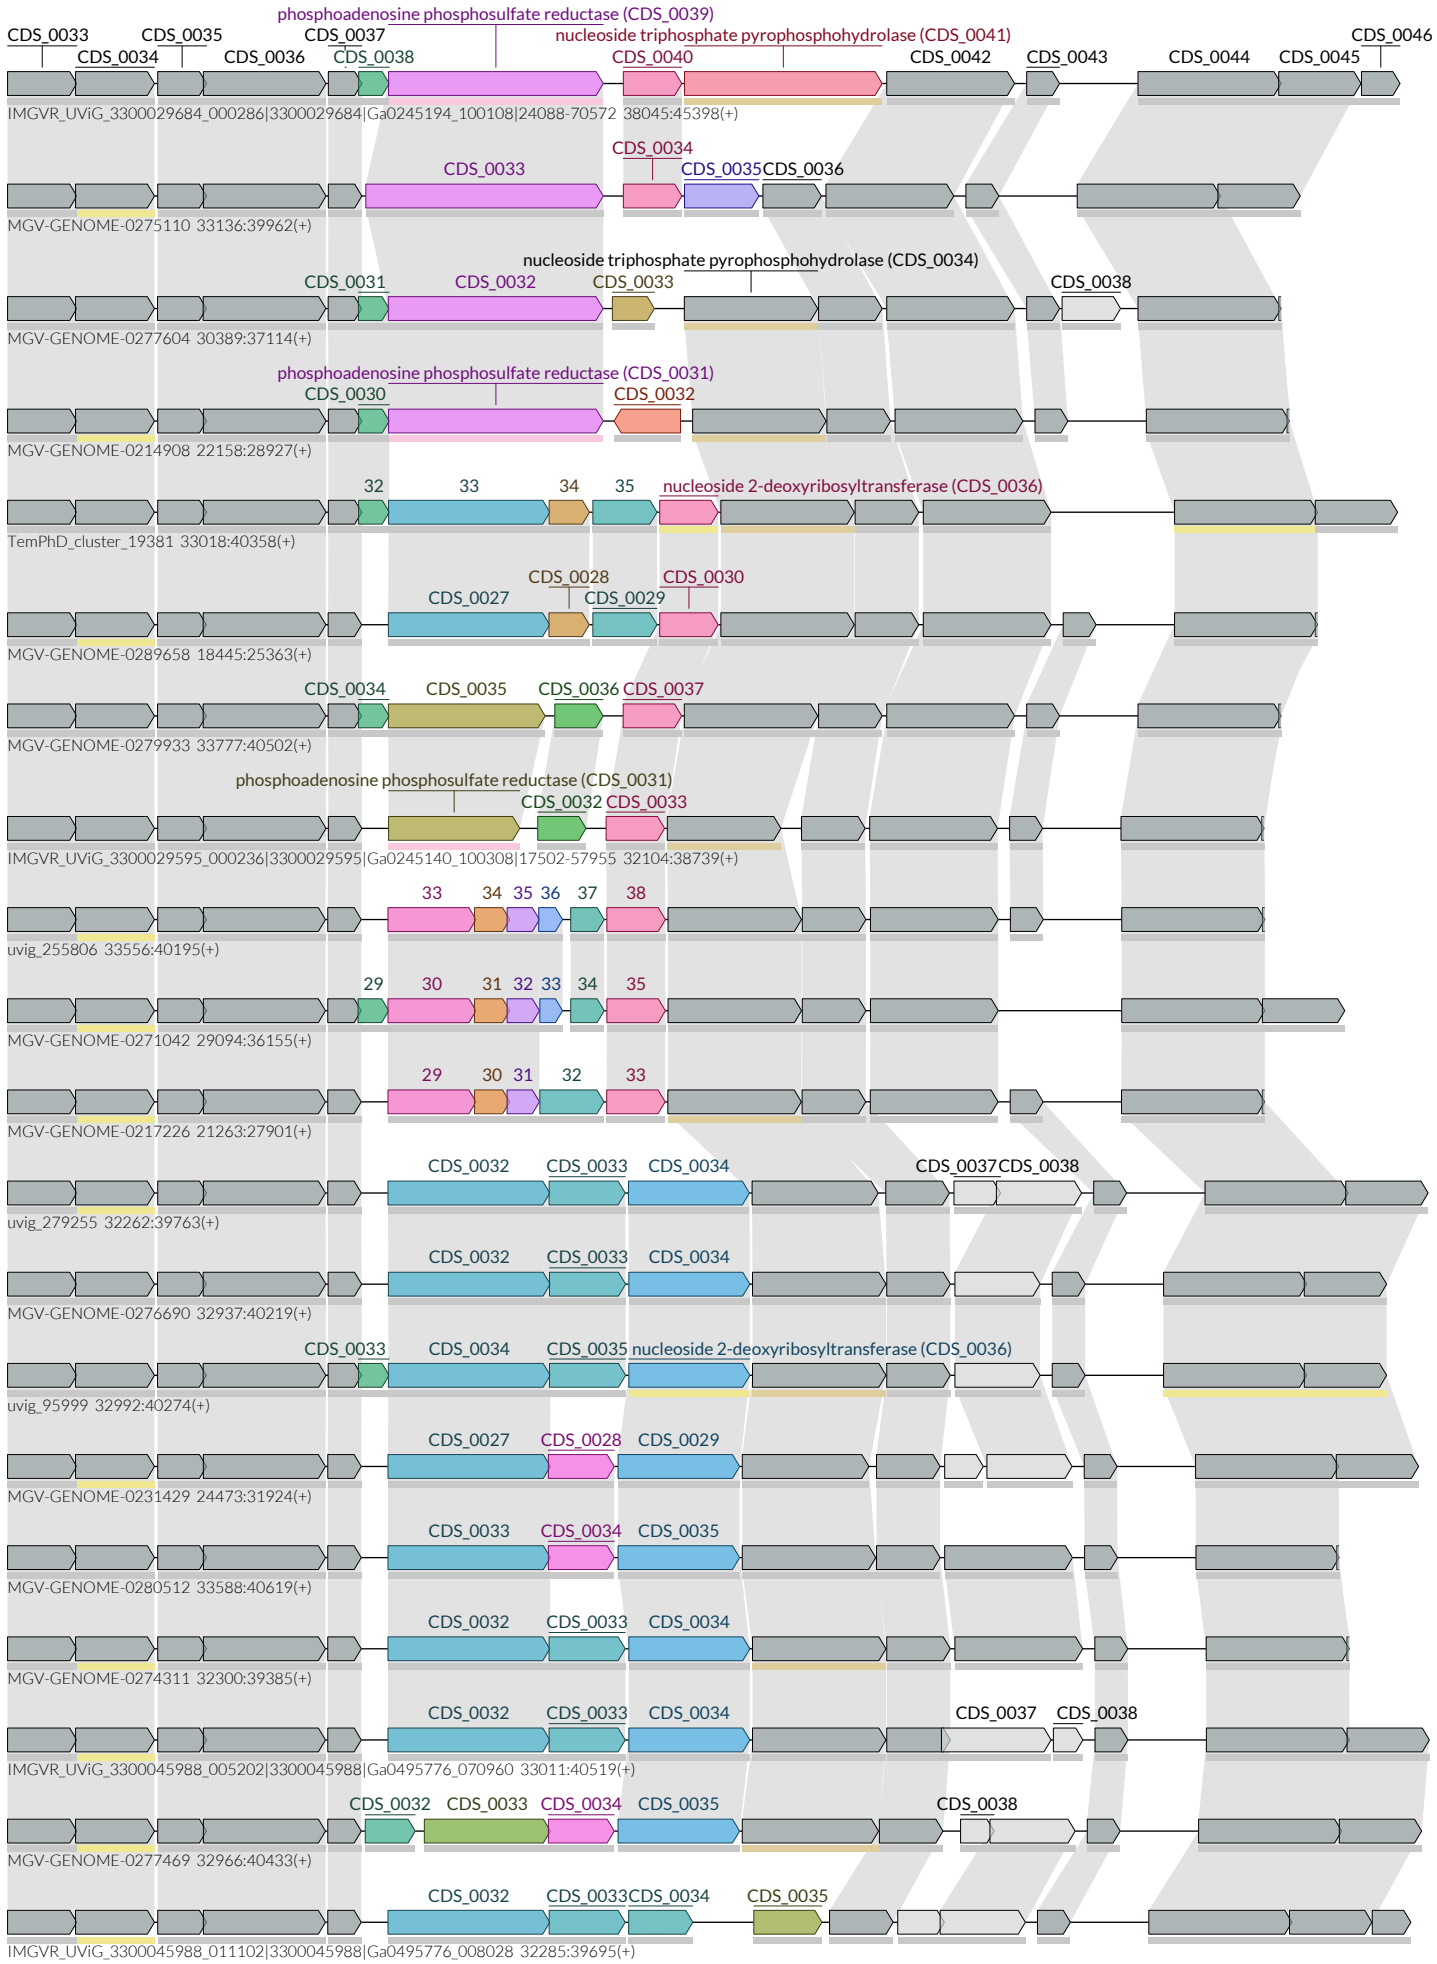 phosphoadenosine phosphosulfate reductase (CDS_0039)
CDS_0033 CDS_0035 CDS_0037 nucleoside triphosphate pyrophosphohydrolase (CDS_0041) CDS_0046
CDS_0034 CDS_0036 CDS_0038 CDS_0040 CDS_0042 CDS_0043 CDS_0044 CDS_0045
IMGVR_UViG_3300029684_000286|3300029684|Ga0245194_100108|24088-70572 38045:45398(+)
CDS_0034
CDS_0033 CDS_0035 CDS_0036
MGV-GENOME-0275110 33136:39962(+)
nucleoside triphosphate pyrophosphohydrolase (CDS_0034)
CDS_0031 CDS_0032 CDS_0033 CDS_0038
MGV-GENOME-0277604 30389:37114(+)
phosphoadenosine phosphosulfate reductase (CDS_0031)
CDS_0030 CDS_0032
MGV-GENOME-0214908 22158:28927(+)
32 33 34 35 nucleoside 2-deoxyribosyltransferase (CDS_0036)
TemPhD_cluster_19381 33018:40358(+)
CDS_0028 CDS_0030
CDS_0027 CDS_0029
MGV-GENOME-0289658 18445:25363(+)
CDS_0034 CDS_0035 CDS_0036 CDS_0037
MGV-GENOME-0279933 33777:40502(+)
phosphoadenosine phosphosulfate reductase (CDS_0031)
CDS_0032 CDS_0033
IMGVR_UViG_3300029595_000236|3300029595|Ga0245140_100308|17502-57955 32104:38739(+)
33 34 35 36 37 38
uvig_255806 33556:40195(+)
29 30 31 32 33 34 35
MGV-GENOME-0271042 29094:36155(+)
29 30 31 32 33
MGV-GENOME-0217226 21263:27901(+)
CDS_0032 CDS_0033 CDS_0034 CDS_0037 CDS_0038
uvig_279255 32262:39763(+)
CDS_0032 CDS_0033 CDS_0034
MGV-GENOME-0276690 32937:40219(+)
CDS_0033 CDS_0034 CDS_0035 nucleoside 2-deoxyribosyltransferase (CDS_0036)
uvig_95999 32992:40274(+)
CDS_0027 CDS_0028 CDS_0029
MGV-GENOME-0231429 24473:31924(+)
CDS_0033 CDS_0034 CDS_0035
MGV-GENOME-0280512 33588:40619(+)
CDS_0032 CDS_0033 CDS_0034
MGV-GENOME-0274311 32300:39385(+)
CDS_0032 CDS_0033 CDS_0034 CDS_0037 CDS_0038
IMGVR_UViG_3300045988_005202|3300045988|Ga0495776_070960 33011:40519(+)
CDS_0032 CDS_0033 CDS_0034 CDS_0035 CDS_0038
MGV-GENOME-0277469 32966:40433(+)
CDS_0032 CDS_0033 CDS_0034 CDS_0035
IMGVR_UViG_3300045988_011102|3300045988|Ga0495776_008028 32285:39695(+)